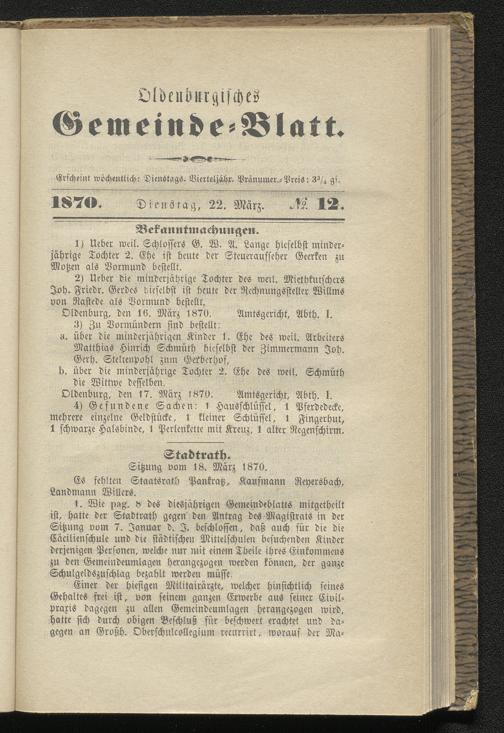 Oldenburgisches
Gemeinde-Blatt.
Erscheint wöchentlich: Dienstags. Vierteljähr. Pränumer.-Preis: 3¾ gs.
1870. Dienstag, 22. März. №. 12.
Bekanntmachungen.
1) Ueber weil. Schlossers G. W. A. Lange hieselbst minder-
jährige Tochter 2. Ehe ist heute der Steueraufseher Geerken zu
Motzen als Vormund bestellt.
2) Ueber die minderjährige Tochter des weil. Miethkutschers
Joh. Friedr. Gerdes hieselbst ist heute der Rechnungssteller Willms
von Rastede als Vormund bestellt.
Oldenburg, den 16. März 1870. Amtsgericht, Abth. I.
3) Zu Vormündern sind bestellt:
a. über die minderjährigen Kinder 1. Ehe des weil. Arbeiters
Matthias Hinrich Schmüth hieselbst der Zimmermann Joh.
Gerh. Steltenpohl zum Gerberhof,
b. über die minderjährige Tochter 2. Ehe des weil. Schmüth
die Wittwe desselben.
Oldenburg, den 17. März 1870. Amtsgericht, Abth. I.
4) Gefundene Sachen: 1 Hausschlüssel, 1 Pferdedecke,
mehrere einzelne Geldstücke, 1 kleiner Schlüssel, 1 Fingerhut,
1 schwarze Halsbinde, 1 Perlenkette mit Kreuz, 1 alter Regenschirm.
Stadtrath.
Sitzung vom 18. März 1870.
Es fehlten Staatsrath Pankratz, Kaufmann Reyersbach,
Landmann Willers.
1. Wie pag. 8 des diesjährigen Gemeindeblatts mitgetheilt
ist, hatte der Stadtrath gegen den Antrag des Magistrats in der
Sitzung vom 7. Januar d. J. beschlossen, daß auch für die die
Cäcilienschule und die städtischen Mittelschulen besuchenden Kinder
derjenigen Personen, welche nur mit einem Theile ihres Einkommens
zu den Gemeindeumlagen herangezogen werden können, der ganze
Schulgeldszuschlag bezahlt werden müsse.
Einer der hiesigen Militairärzte, welcher hinsichtlich seines
Gehaltes frei ist, von seinem ganzen Erwerbe aus seiner Civil-
praxis dagegen zu allen Gemeindeumlagen herangezogen wird,
hatte sich durch obigen Beschluß für beschwert erachtet und da-
gegen an Großh. Oberschulcollegium recurrirt, worauf der Ma-